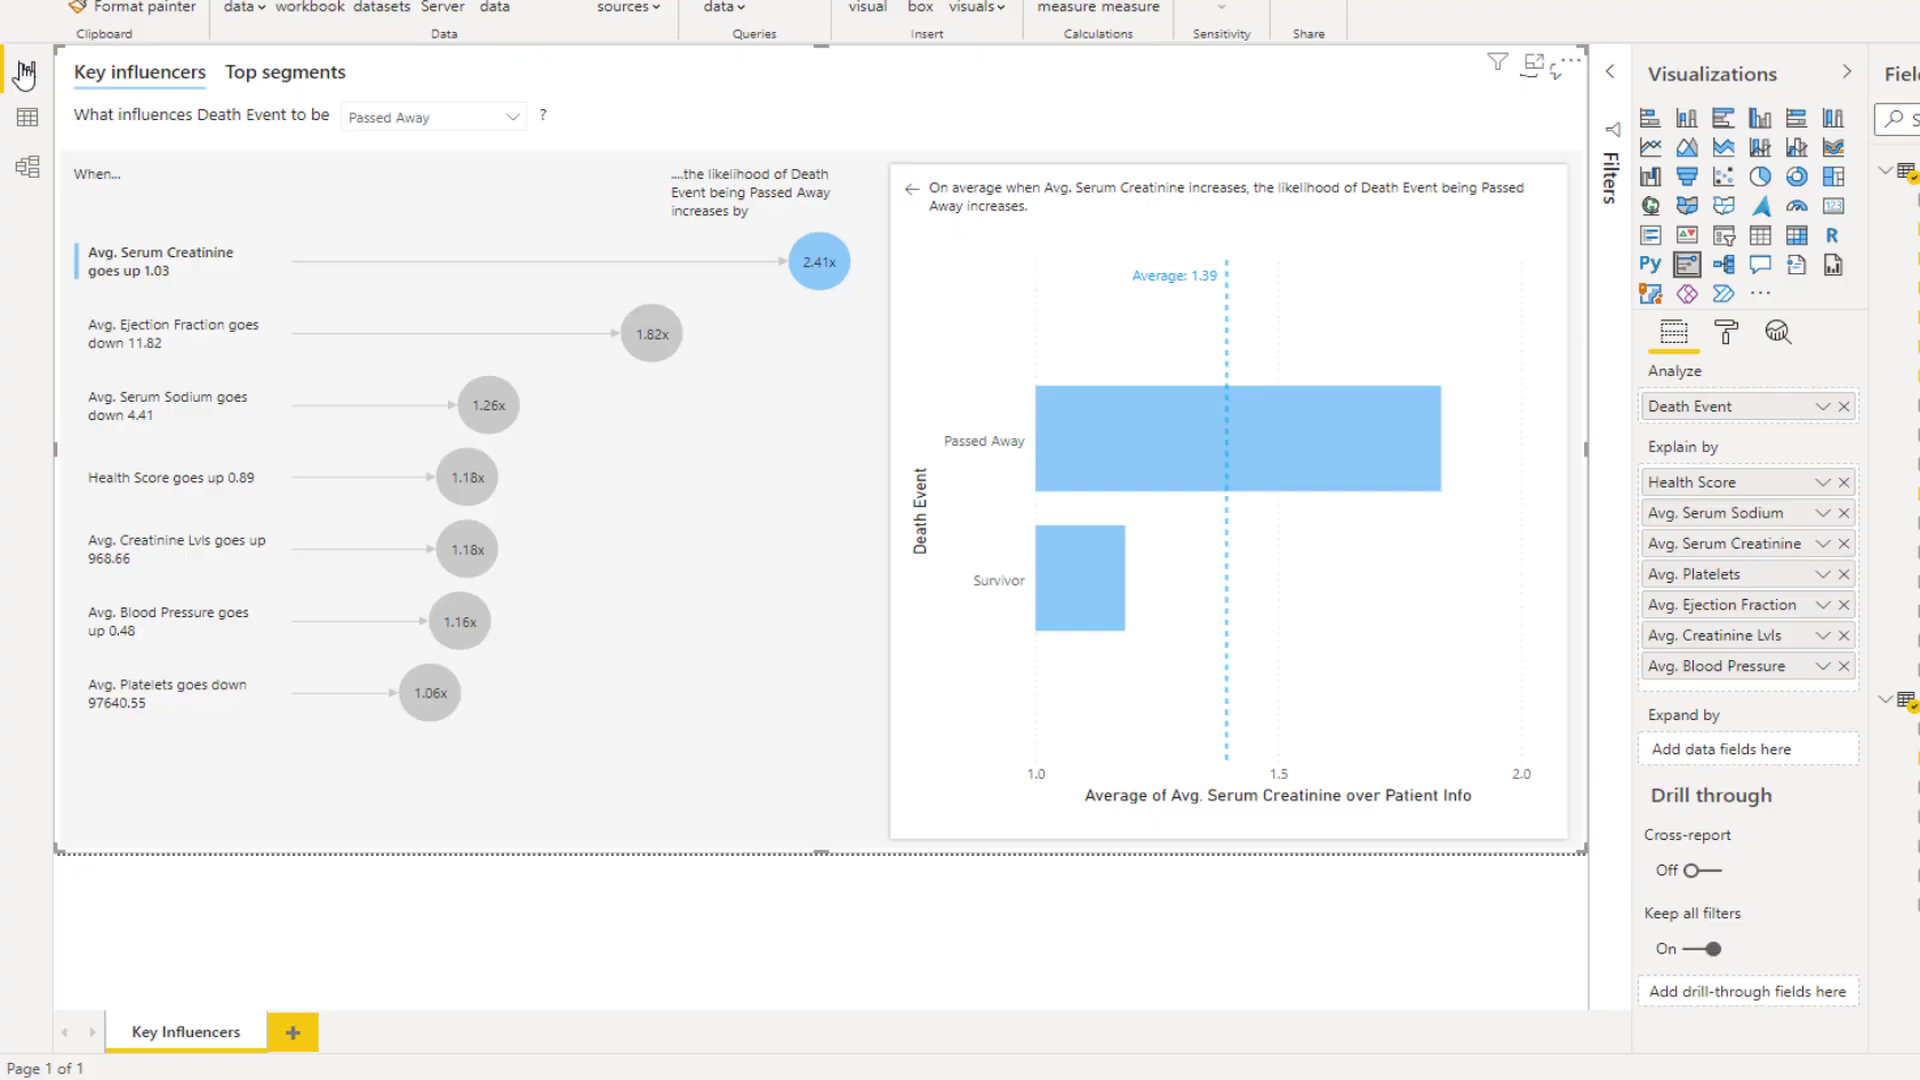 Format painter
data workbook datasets Server data
sources
data
visual box visuals
measure measure
Clipboard
Data
Queries
Insert
Calculations
Sensitivity
Share
Key influencers Top segments
What influences Death Event to be Passed Away ?
When...
....the likelihood of Death
Event being Passed Away
increases by
Avg. Serum Creatinine
goes up 1.03
2.41x
Avg. Ejection Fraction goes
down 11.82
1.82x
Avg. Serum Sodium goes
down 4.41
1.26x
Health Score goes up 0.89
1.18x
Avg. Creatinine Lvls goes up
968.66
1.18x
Avg. Blood Pressure goes
up 0.48
1.16x
Avg. Platelets goes down
97640.55
1.06x
On average when Avg. Serum Creatinine increases, the likelihood of Death Event being Passed
Away increases.
Average: 1.39
Death Event
Passed Away
Survivor
1.0 1.5 2.0
Average of Avg. Serum Creatinine over Patient Info
Filters
Visualizations
123
R
Py
Analyze
Death Event
Explain by
Health Score
Avg. Serum Sodium
Avg. Serum Creatinine
Avg. Platelets
Avg. Ejection Fraction
Avg. Creatinine Lvls
Avg. Blood Pressure
Expand by
Add data fields here
Drill through
Cross-report
Off
Keep all filters
On
Add drill-through fields here
Key Influencers
Page 1 of 1